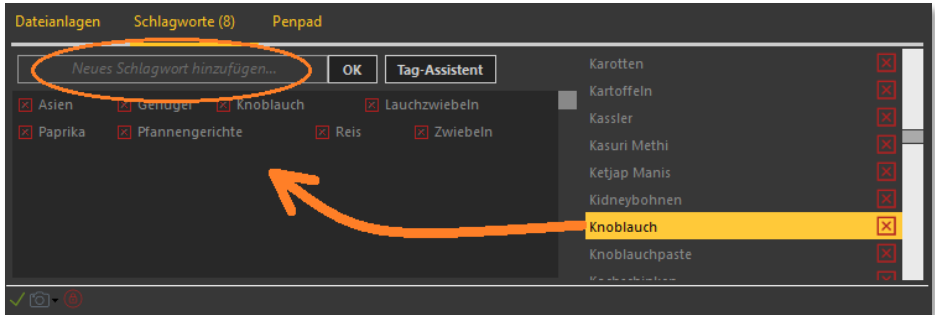 Dateianlagen Schlagworte (8) Penpad
Neues Schlagwort hinzufügen... OK Tag-Assistent
Asien Geflügel Knoblauch Lauchzwiebeln
Paprika Pfannengerichte Reis Zwiebeln
Karotten
Kartoffeln
Kassler
Kasuri Methi
Ketjap Manis
Kidneybohnen
Knoblauch
Knoblauchpaste